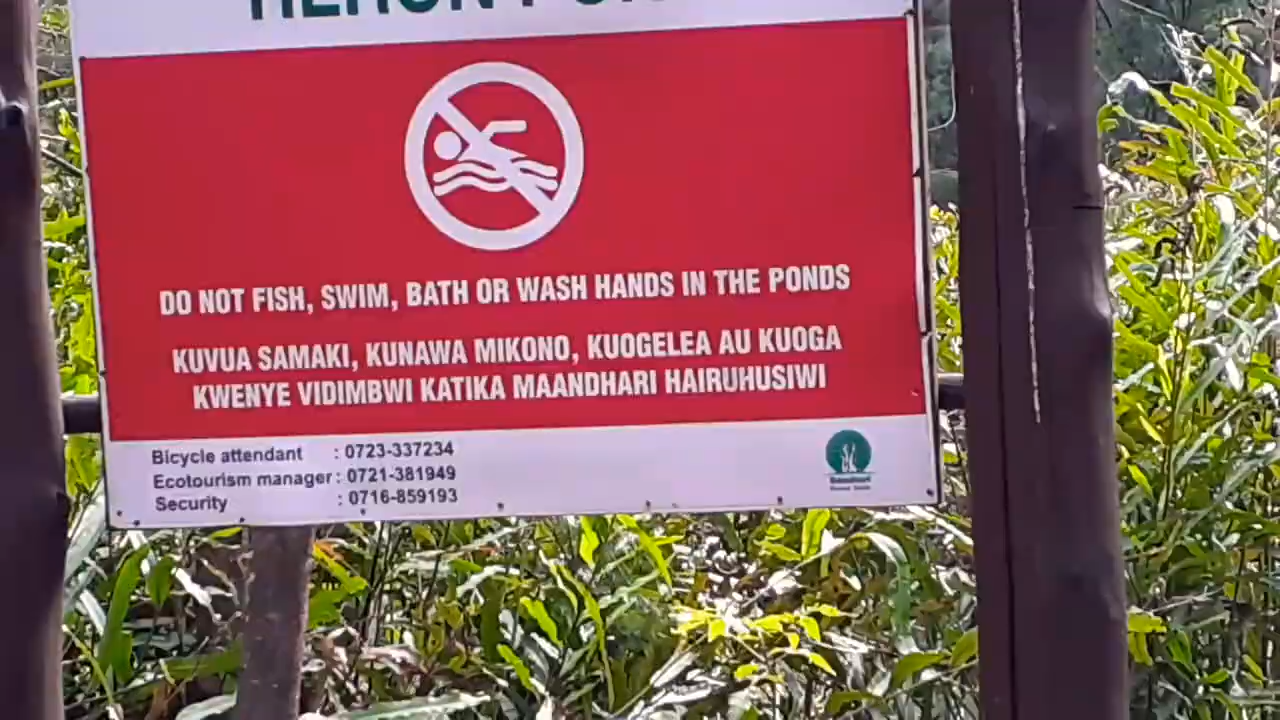 HERON
DO NOT FISH, SWIM, BATH OR WASH HANDS IN THE PONDS
KUVUA SAMAKI, KUNAWA MIKONO, KUOGELEA AU KUOGA
KWENYE VIDIMBWI KATIKA MAANDHARI HAIRUHUSIWI
Bicycle attendant : 0723-337234
Ecotourism manager : 0721-381949
Security : 0716-859193